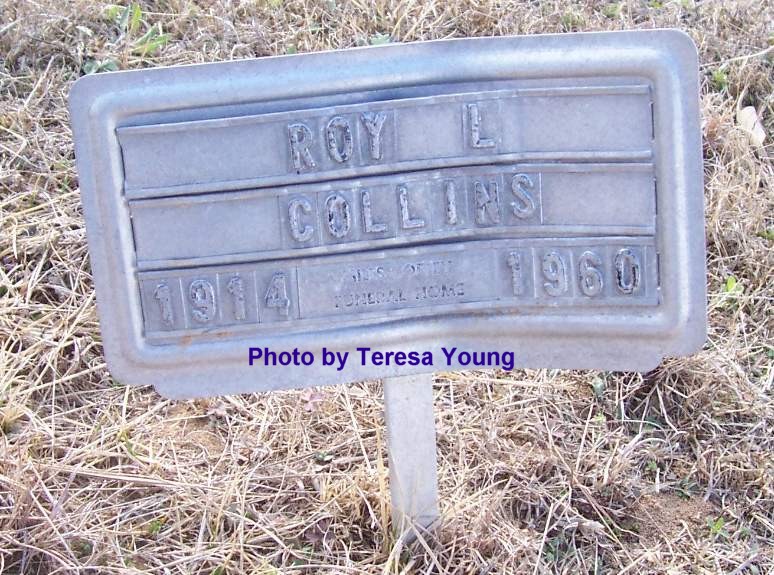 ROY L
COLLINS
1914 1960
FUNERAL HOME
Photo by Teresa Young